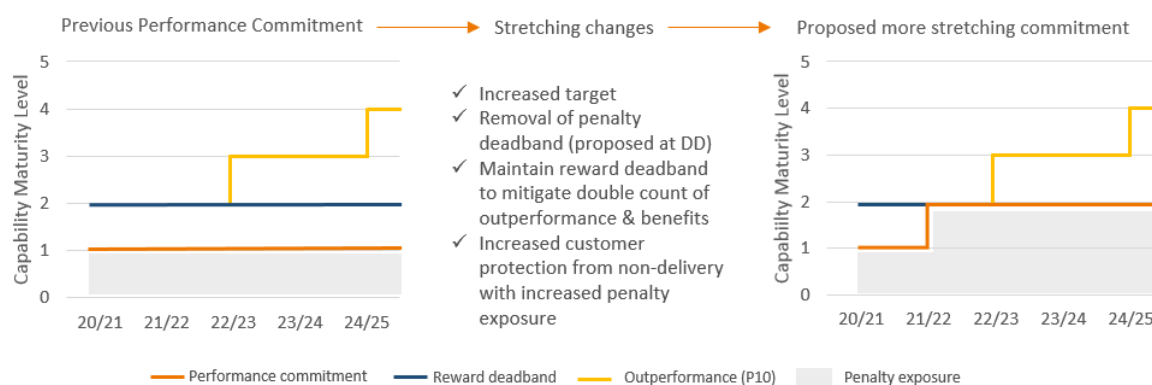 Previous Performance Commitment
Stretching changes
Proposed more stretching commitment
Capability Maturity Level
5
4
3
2
1
0
20/21 21/22 22/23 23/24 24/25
✓ Increased target
✓ Removal of penalty
deadband (proposed at DD)
✓ Maintain reward deadband
to mitigate double count of
outperformance & benefits
✓ Increased customer
protection from non-delivery
with increased penalty
exposure
Capability Maturity Level
5
4
3
2
1
0
20/21 21/22 22/23 23/24 24/25
Performance commitment Reward deadband Outperformance (P10) Penalty exposure